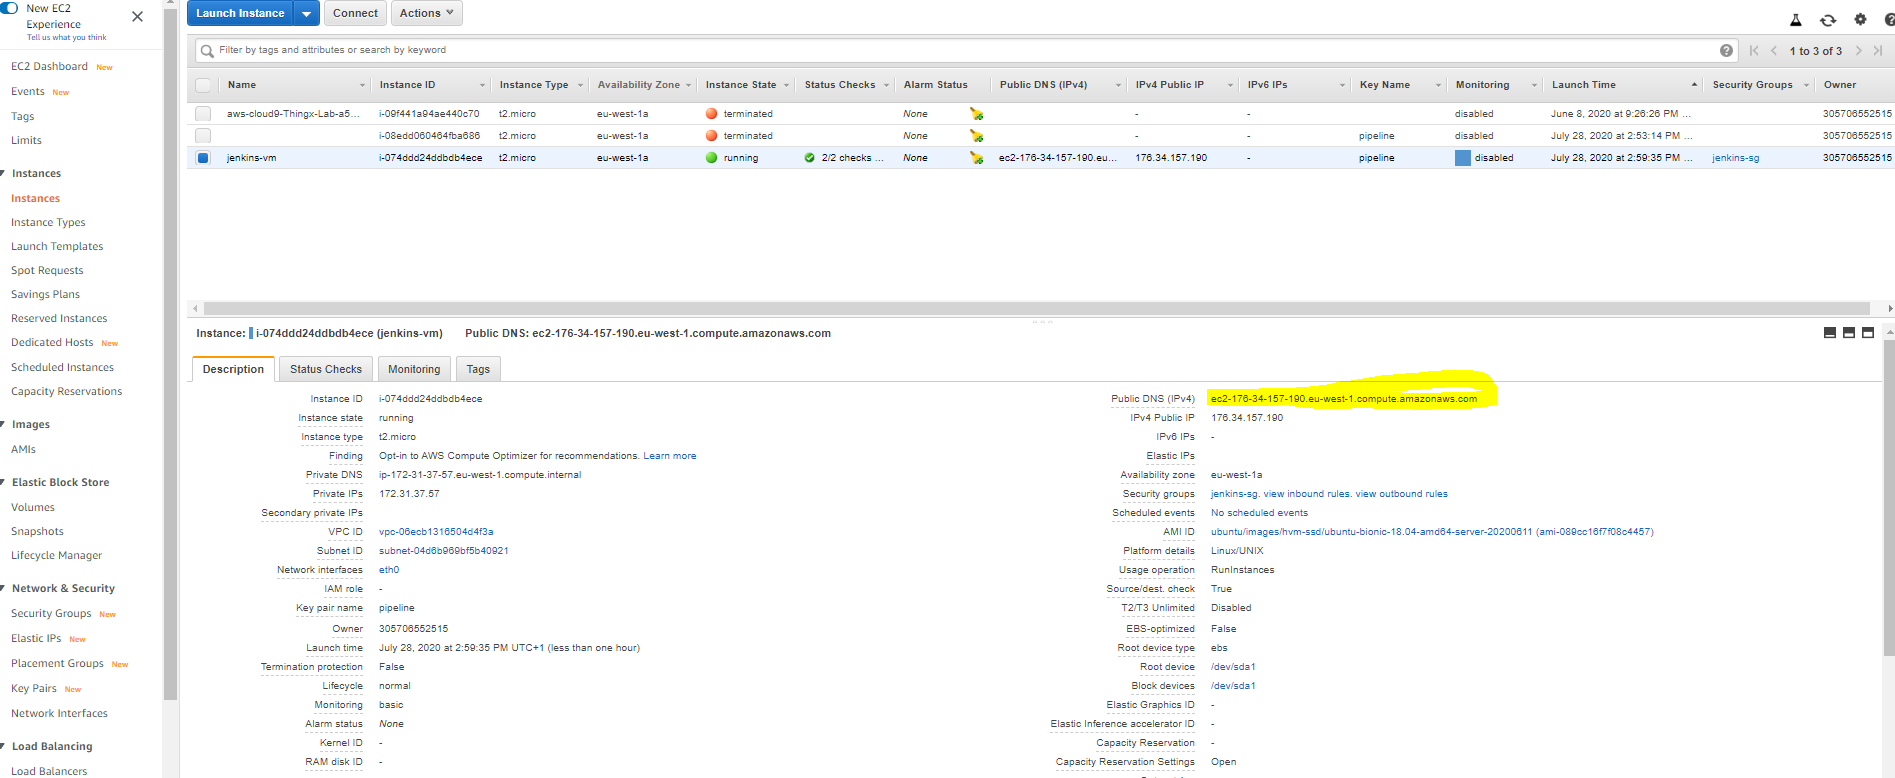 New EC2
Experience
Tell us what you think
EC2 Dashboard New
Events New
Tags
Limits
Instances
Instances
Instance Types
Launch Templates
Spot Requests
Savings Plans
Reserved Instances
Dedicated Hosts New
Scheduled Instances
Capacity Reservations
Images
AMIs
Elastic Block Store
Volumes
Snapshots
Lifecycle Manager
Network & Security
Security Groups New
Elastic IPs New
Placement Groups New
Key Pairs New
Network Interfaces
Load Balancing
Load Balancers
Launch Instance Connect Actions
Filter by tags and attributes or search by keyword 1 to 3 of 3
Name Instance ID Instance Type Availability Zone Instance State Status Checks Alarm Status Public DNS (IPv4) IPv4 Public IP IPv6 IPs Key Name Monitoring Launch Time Security Groups Owner
aws-cloud9-Thingx-Lab-a5... i-09f441a94ae440c70 t2.micro eu-west-1a terminated None - - disabled June 8, 2020 at 9:26:26 PM ... 305706552515
i-08edd060464fba686 t2.micro eu-west-1a terminated None - - pipeline disabled July 28, 2020 at 2:53:14 PM ... 305706552515
jenkins-vm i-074ddd24ddbdb4ece t2.micro eu-west-1a running 2/2 checks ... None ec2-176-34-157-190.eu... 176.34.157.190 - pipeline disabled July 28, 2020 at 2:59:35 PM ... jenkins-sg 305706552515
Instance: i-074ddd24ddbdb4ece (jenkins-vm) Public DNS: ec2-176-34-157-190.eu-west-1.compute.amazonaws.com
Description Status Checks Monitoring Tags
Instance ID i-074ddd24ddbdb4ece
Instance state running
Instance type t2.micro
Finding Opt-in to AWS Compute Optimizer for recommendations. Learn more
Private DNS ip-172-31-37-57.eu-west-1.compute.internal
Private IPs 172.31.37.57
Secondary private IPs
VPC ID vpc-06ecb1316504d4f3a
Subnet ID subnet-04d6b969bf5b40921
Network interfaces eth0
IAM role -
Key pair name pipeline
Owner 305706552515
Launch time July 28, 2020 at 2:59:35 PM UTC+1 (less than one hour)
Termination protection False
Lifecycle normal
Monitoring basic
Alarm status None
Kernel ID -
RAM disk ID -
Public DNS (IPv4) ec2-176-34-157-190.eu-west-1.compute.amazonaws.com
IPv4 Public IP 176.34.157.190
IPv6 IPs -
Elastic IPs
Availability zone eu-west-1a
Security groups jenkins-sg. view inbound rules. view outbound rules
Scheduled events No scheduled events
AMI ID ubuntu/images/hvm-ssd/ubuntu-bionic-18.04-amd64-server-20200611 (ami-089cc16f7f08c4457)
Platform details Linux/UNIX
Usage operation RunInstances
Source/dest. check True
T2/T3 Unlimited Disabled
EBS-optimized False
Root device type ebs
Root device /dev/sda1
Block devices /dev/sda1
Elastic Graphics ID -
Elastic Inference accelerator ID -
Capacity Reservation -
Capacity Reservation Settings Open